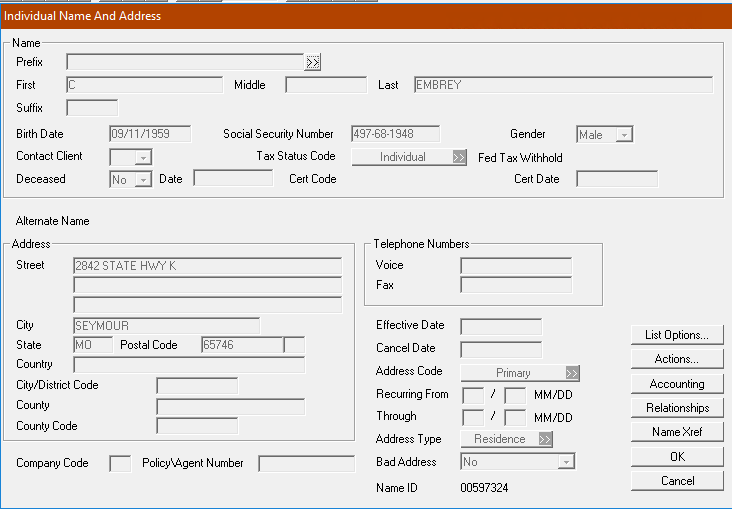 Individual Name And Address
Name
Prefix >>
First C Middle Last EMBREY
Suffix
Birth Date 09/11/1959 Social Security Number 497-68-1948 Gender Male
Contact Client Tax Status Code Individual >> Fed Tax Withhold
Deceased No Date Cert Code Cert Date
Alternate Name
Address
Street 2842 STATE HWY K
City SEYMOUR
State MO Postal Code 65746
Country
City/District Code
County
County Code
Telephone Numbers
Voice
Fax
Effective Date
Cancel Date
Address Code Primary >>
Recurring From / MM/DD
Through / MM/DD
Address Type Residence >>
Bad Address No
Name ID 00597324
Company Code Policy\Agent Number
List Options...
Actions...
Accounting
Relationships
Name Xref
OK
Cancel